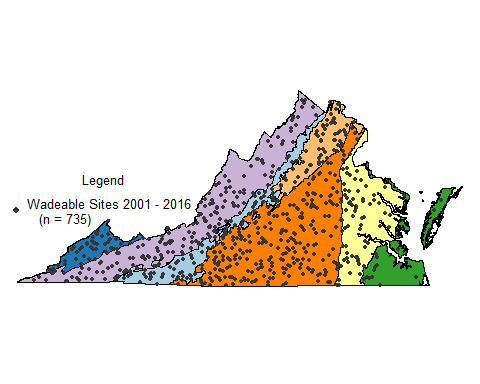 Legend
Wadeable Sites 2001 - 2016
(n = 735)